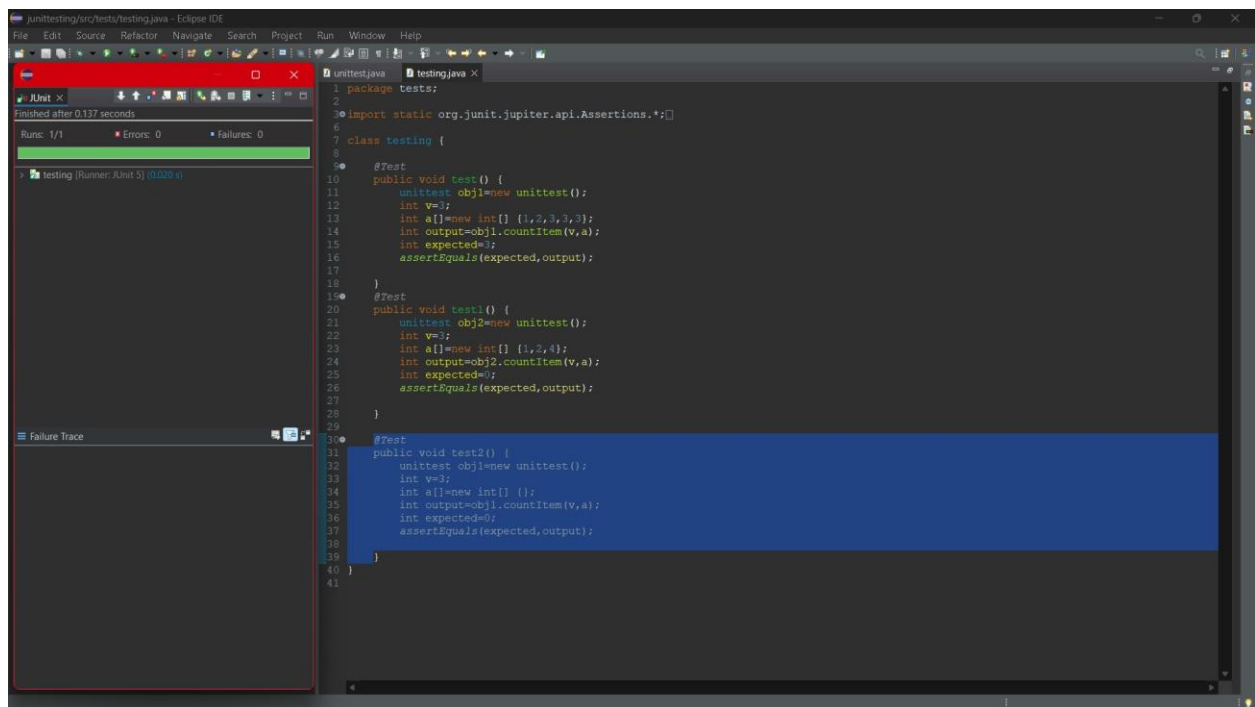 junittesting/src/tests/testing.java - Eclipse IDE
File Edit Source Refactor Navigate Search Project Run Window Help
JUnit
Finished after 0.137 seconds
Runs: 1/1 Errors: 0 Failures: 0
testing [Runner: JUnit 5] (0.020 s)
Failure Trace
unittest.java testing.java
1 package tests;
2
3 import static org.junit.jupiter.api.Assertions.*;
6
7 class testing {
8
9 @Test
10 public void test() {
11 unittest obj1=new unittest();
12 int v=3;
13 int a[]=new int[] {1,2,3,3,3};
14 int output=obj1.countItem(v,a);
15 int expected=3;
16 assertEquals(expected,output);
17
18 }
19 @Test
20 public void test1() {
21 unittest obj2=new unittest();
22 int v=3;
23 int a[]=new int[] {1,2,4};
24 int output=obj2.countItem(v,a);
25 int expected=0;
26 assertEquals(expected,output);
27
28 }
29
30 @Test
31 public void test2() {
32 unittest obj1=new unittest();
33 int v=3;
34 int a[]=new int[] {};
35 int output=obj1.countItem(v,a);
36 int expected=0;
37 assertEquals(expected,output);
38
39 }
40 }
41